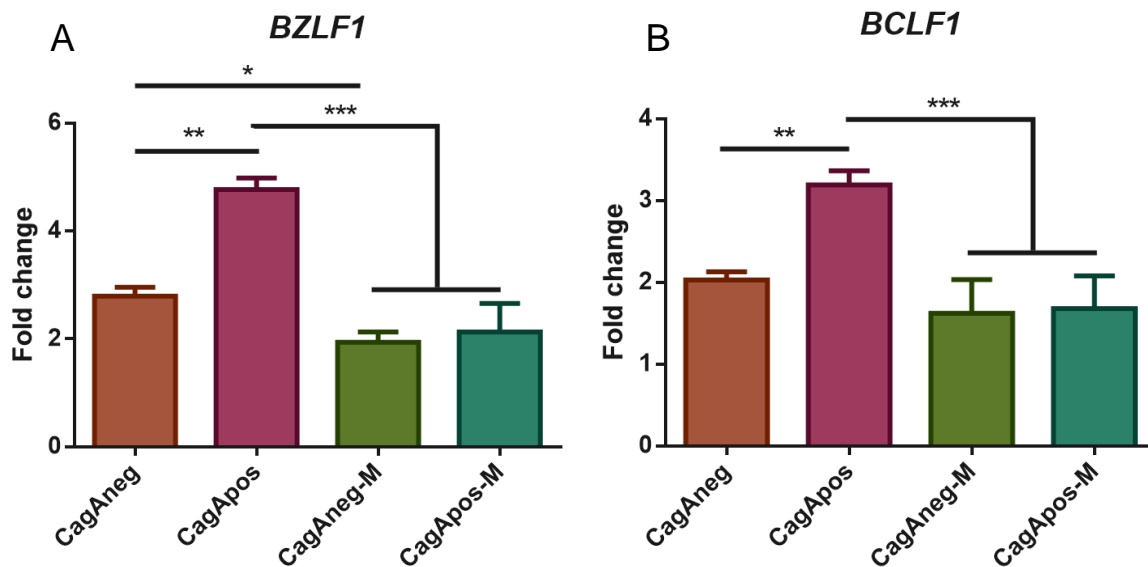 A
BZLF1
Fold change
6
4
2
0
*
**
***
CagAneg
CagApos
CagAneg-M
CagApos-M
B
BCLF1
Fold change
4
3
2
1
0
**
***
CagAneg
CagApos
CagAneg-M
CagApos-M